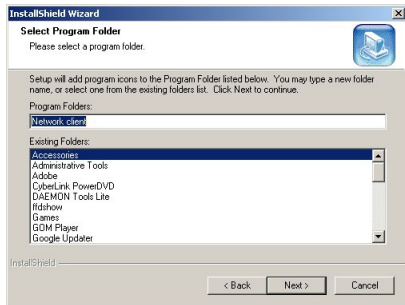 InstallShield Wizard
Select Program Folder
Please select a program folder.
Setup will add program icons to the Program Folder listed below. You may type a new folder
name, or select one from the existing folders list. Click Next to continue.
Program Folders:
Network client
Existing Folders:
Accessories
Administrative Tools
Adobe
CyberLink PowerDVD
DAEMON Tools Lite
ffdshow
Games
GOM Player
Google Updater
InstallShield
< Back
Next >
Cancel